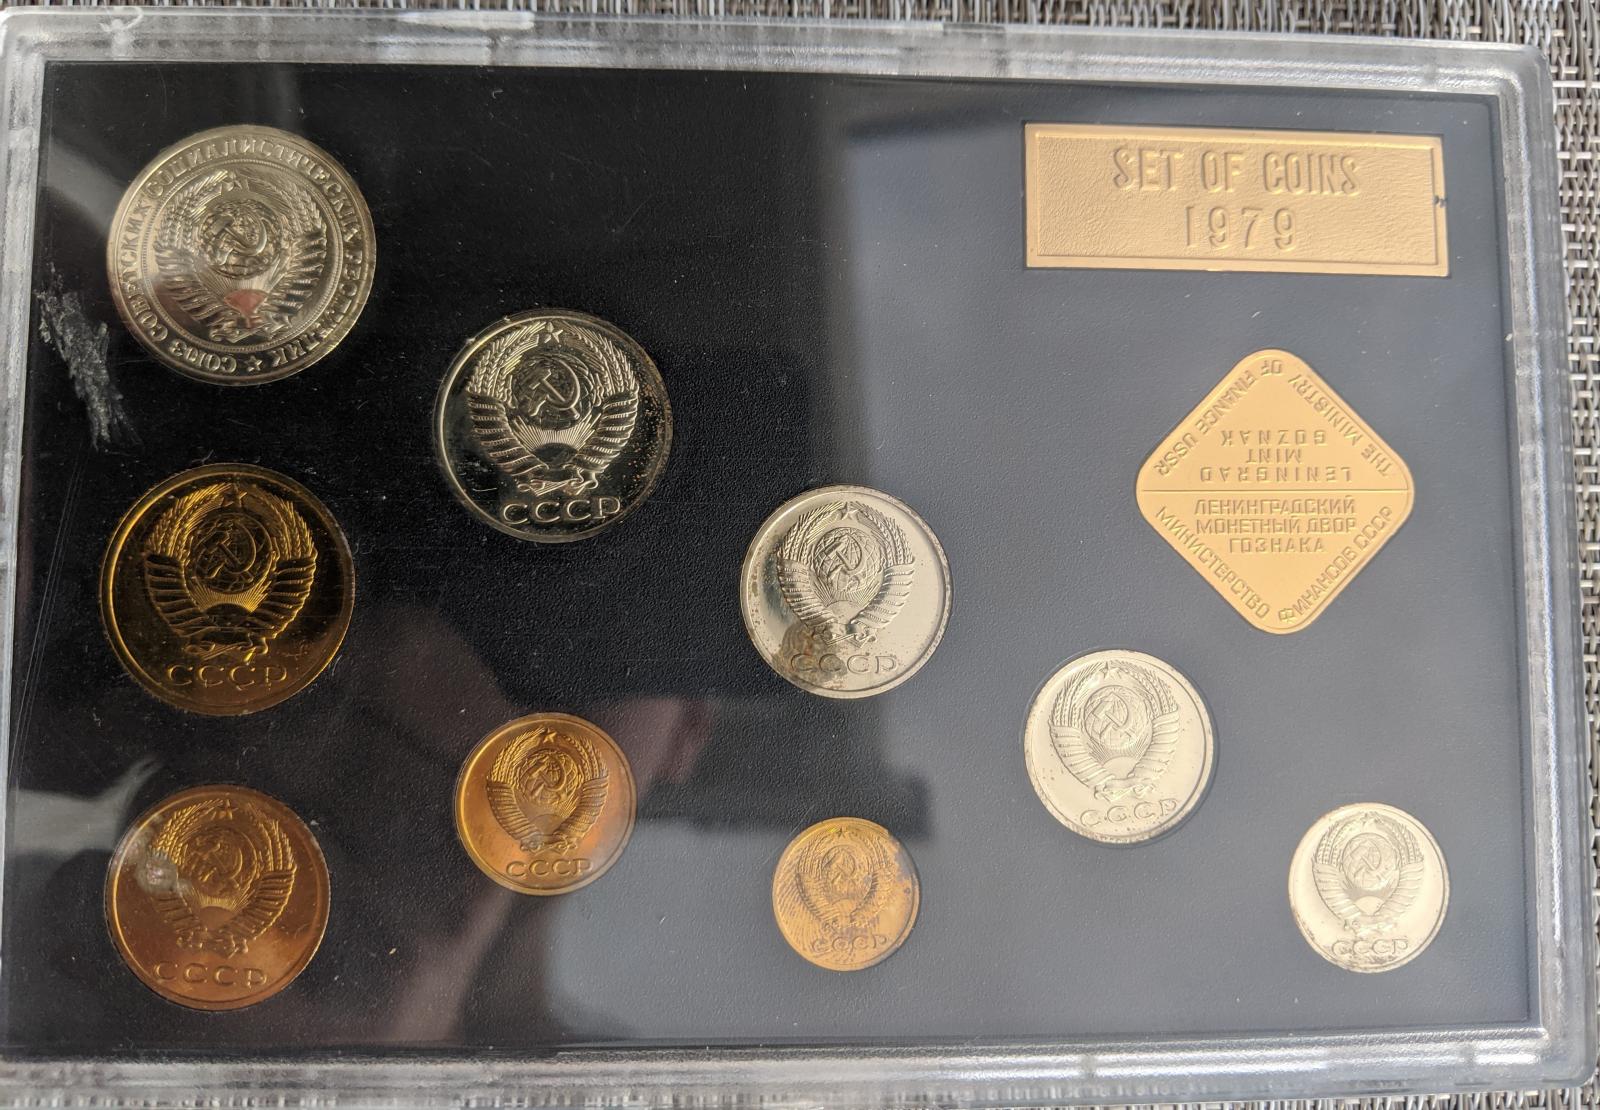 SET OF COINS
1979
СОЮЗ СОВЕТСКИХ СОЦИАЛИСТИЧЕСКИХ РЕСПУБЛИК
СССР
THE MINISTRY OF FINANCE USSR
LENINGRAD
MINT
GOZNAK
ЛЕНИНГРАДСКИЙ
МОНЕТНЫЙ ДВОР
ГОЗНАКА
МИНИСТЕРСТВО ФИНАНСОВ СССР
СССР
СССР
СССР
СССР
СССР
СССР
СССР